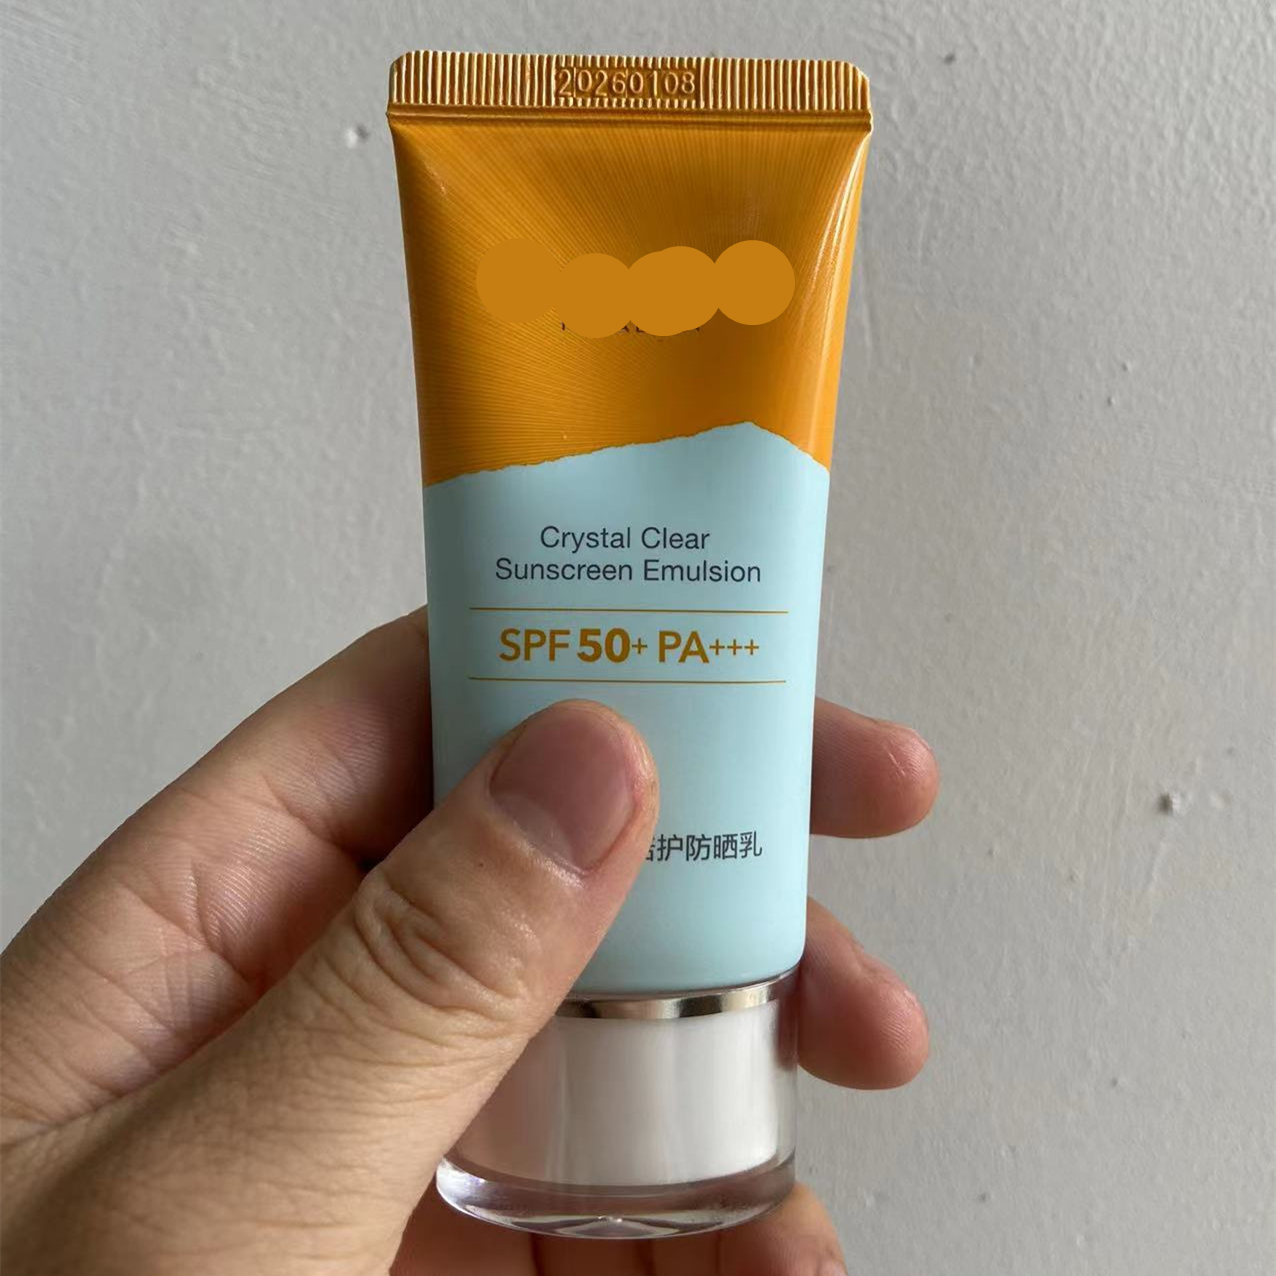 20260108
Crystal Clear
Sunscreen Emulsion
SPF 50+ PA+++
护防晒乳